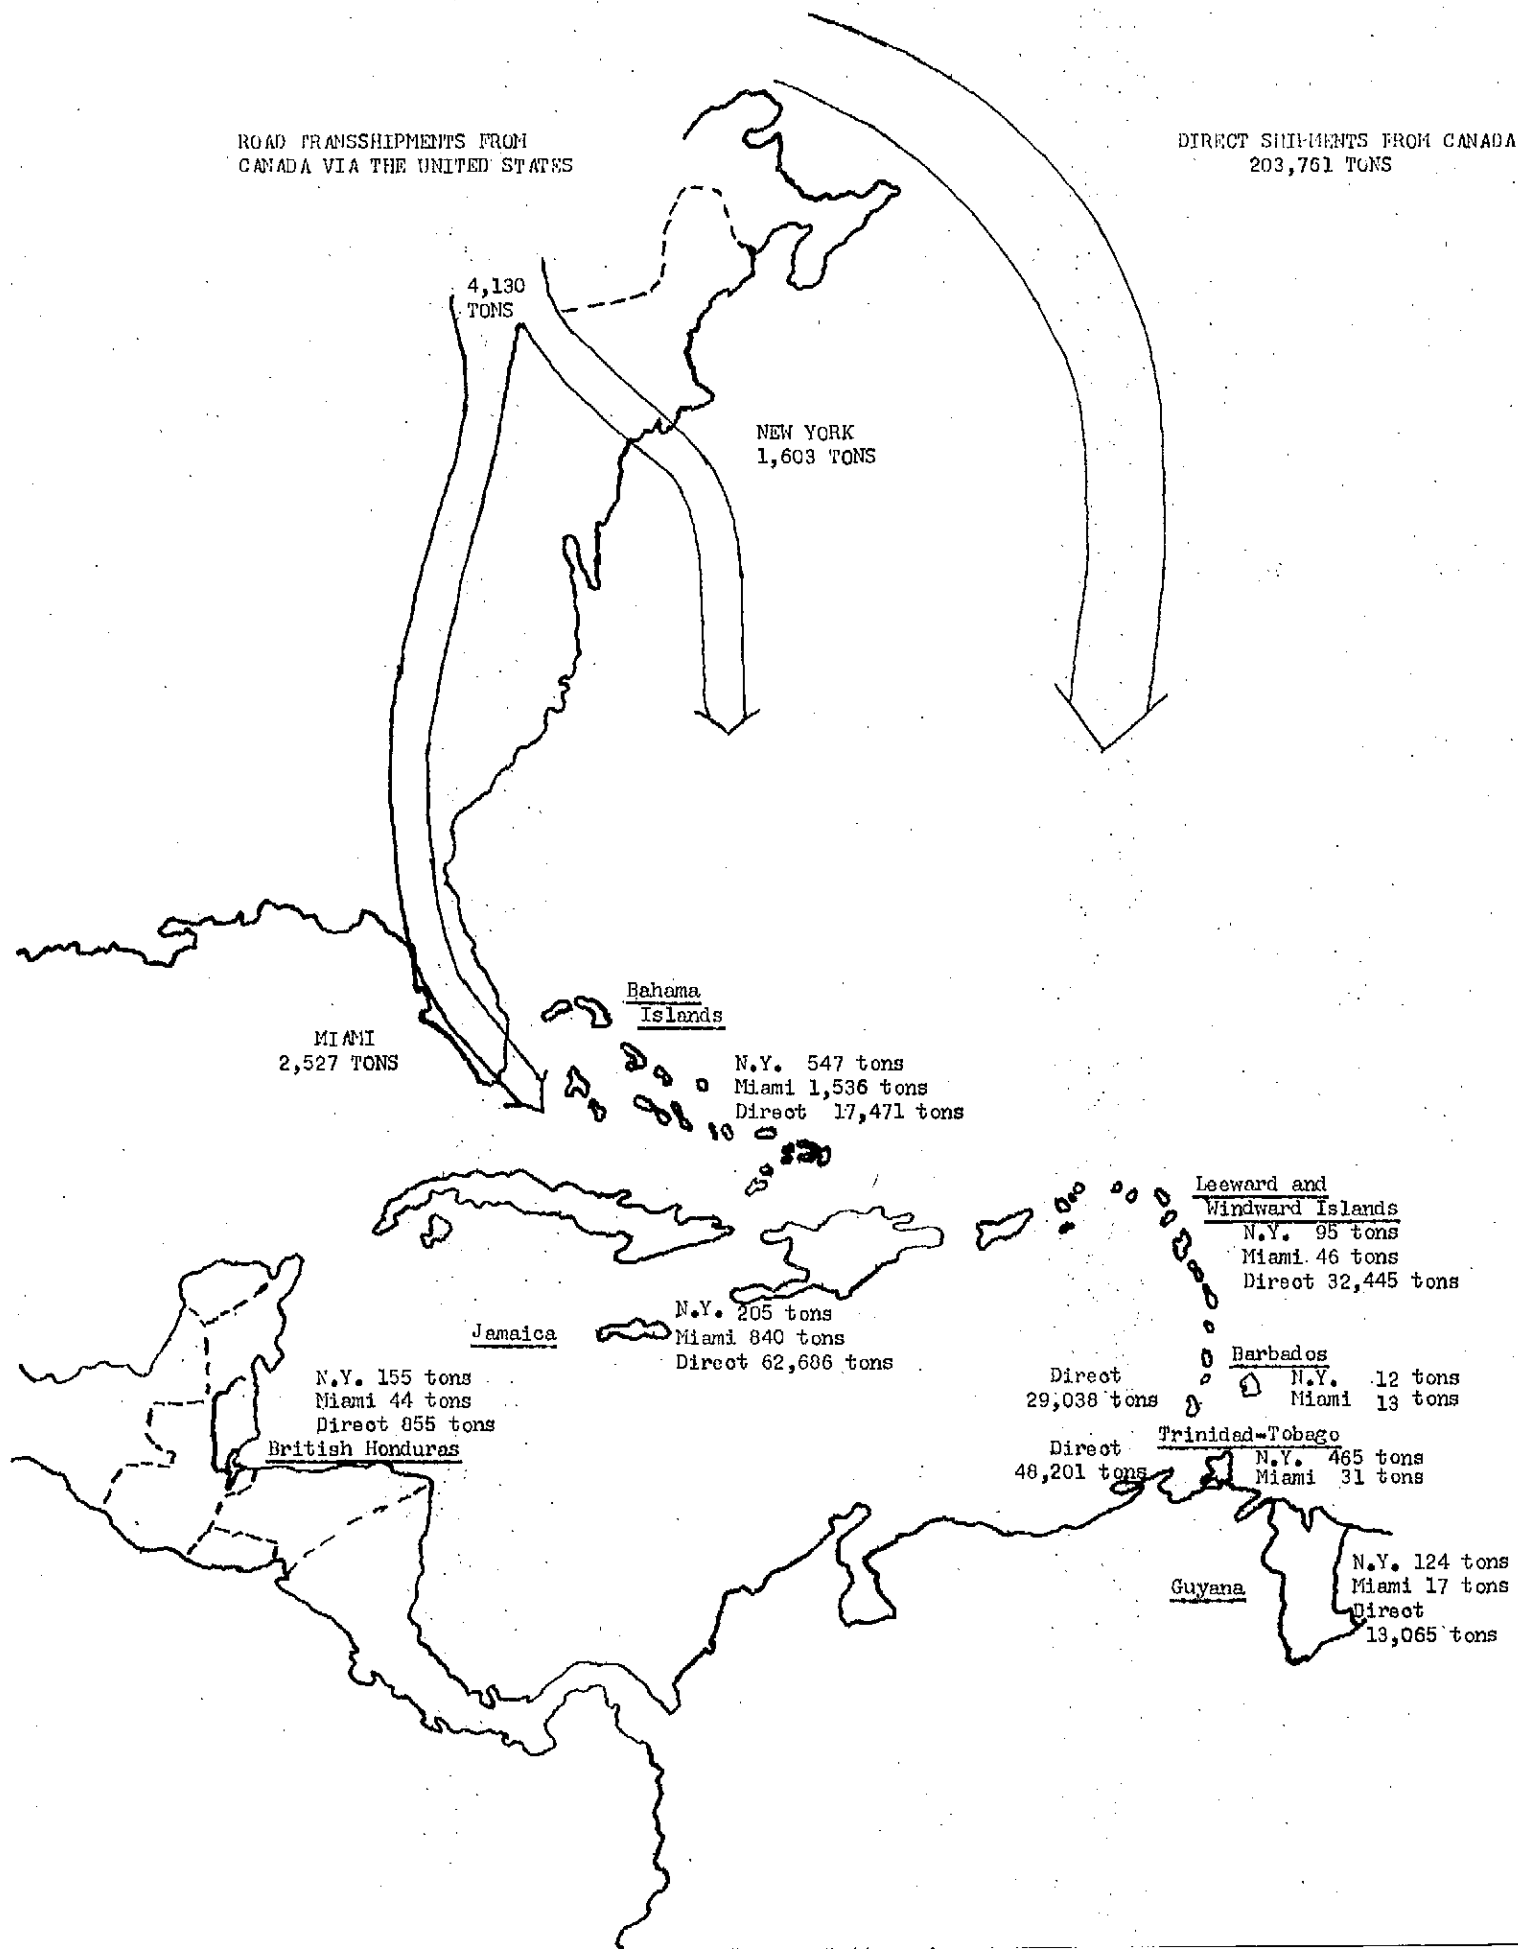 ROAD TRANSSHIPMENTS FROM
CANADA VIA THE UNITED STATES
DIRECT SHIPMENTS FROM CANADA
203,761 TONS
4,130
TONS
NEW YORK
1,603 TONS
MIAMI
2,527 TONS
Bahama
Islands
N.Y. 547 tons
Miami 1,536 tons
Direct 17,471 tons
Leeward and
Windward Islands
N.Y. 95 tons
Miami 46 tons
Direct 32,445 tons
Jamaica
N.Y. 205 tons
Miami 840 tons
Direct 62,686 tons
N.Y. 155 tons
Miami 44 tons
Direct 855 tons
British Honduras
Direct
29,038 tons
Barbados
N.Y. 12 tons
Miami 13 tons
Direct
48,201 tons
Trinidad-Tobago
N.Y. 465 tons
Miami 31 tons
Guyana
N.Y. 124 tons
Miami 17 tons
Direct
13,065 tons